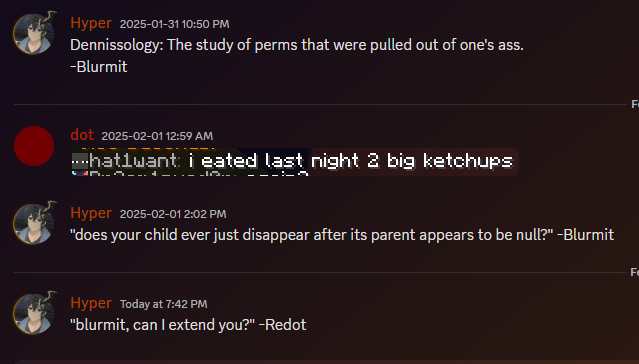 Hyper 2025-01-31 10:50 PM
Dennissology: The study of perms that were pulled out of one's ass.
-Blurmit
dot 2025-02-01 12:59 AM
hat1want: i eated last night 2 big ketchups
Hyper 2025-02-01 2:02 PM
"does your child ever just disappear after its parent appears to be null?" -Blurmit
Hyper Today at 7:42 PM
"blurmit, can I extend you?" -Redot